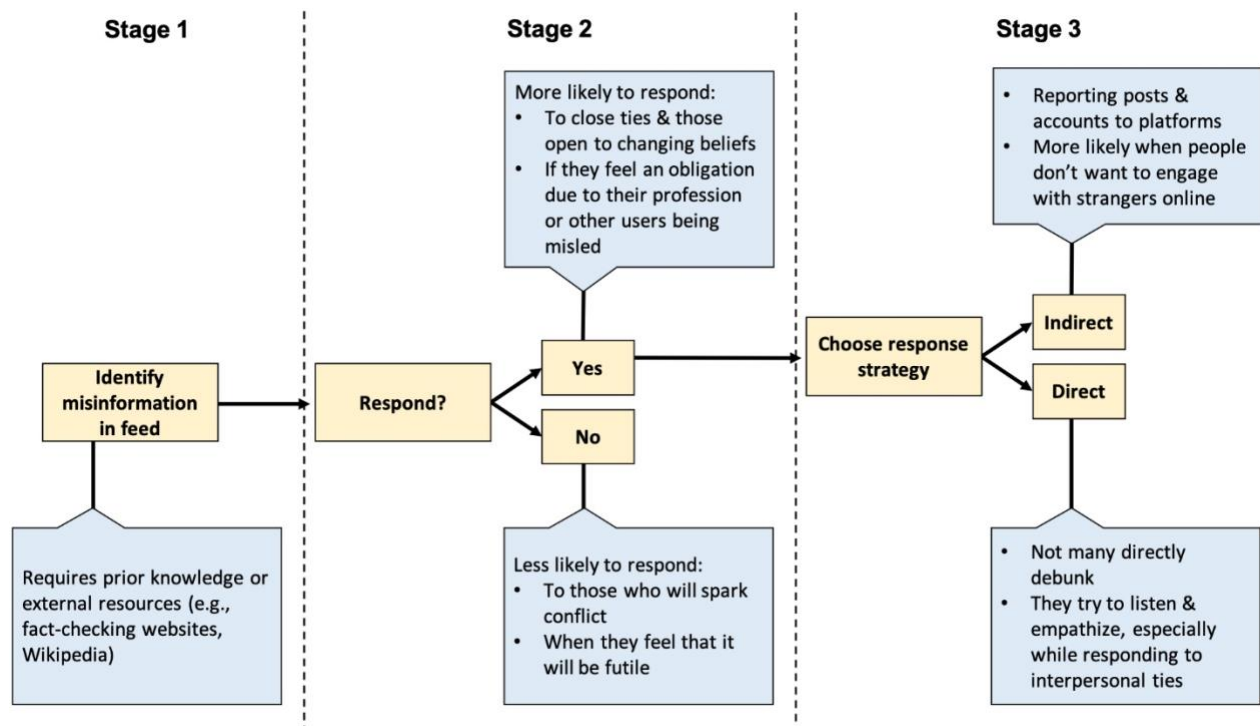 Stage 1
Stage 2
Stage 3
Identify
misinformation
in feed
Requires prior knowledge or
external resources (e.g.,
fact-checking websites,
Wikipedia)
More likely to respond:
• To close ties & those
open to changing beliefs
• If they feel an obligation
due to their profession
or other users being
misled
Respond?
Yes
No
Less likely to respond:
• To those who will spark
conflict
• When they feel that it
will be futile
• Reporting posts &
accounts to platforms
• More likely when people
don't want to engage
with strangers online
Choose response
strategy
Indirect
Direct
• Not many directly
debunk
• They try to listen &
empathize, especially
while responding to
interpersonal ties